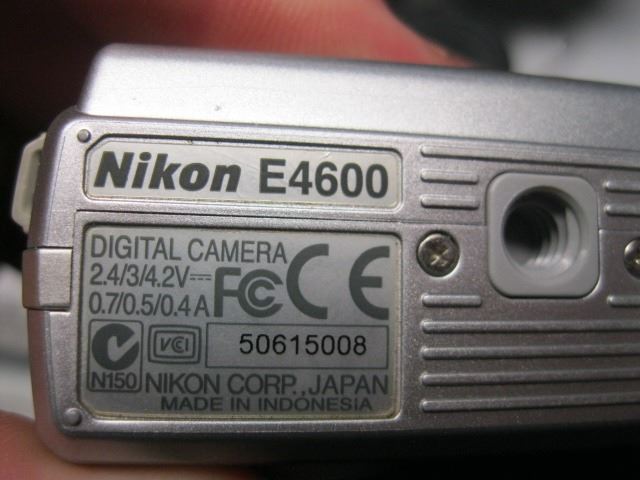 Nikon E4600
DIGITAL CAMERA
2.4/3/4.2V⎓
0.7/0.5/0.4 A
FC CE
N150
VCI
50615008
NIKON CORP., JAPAN
MADE IN INDONESIA